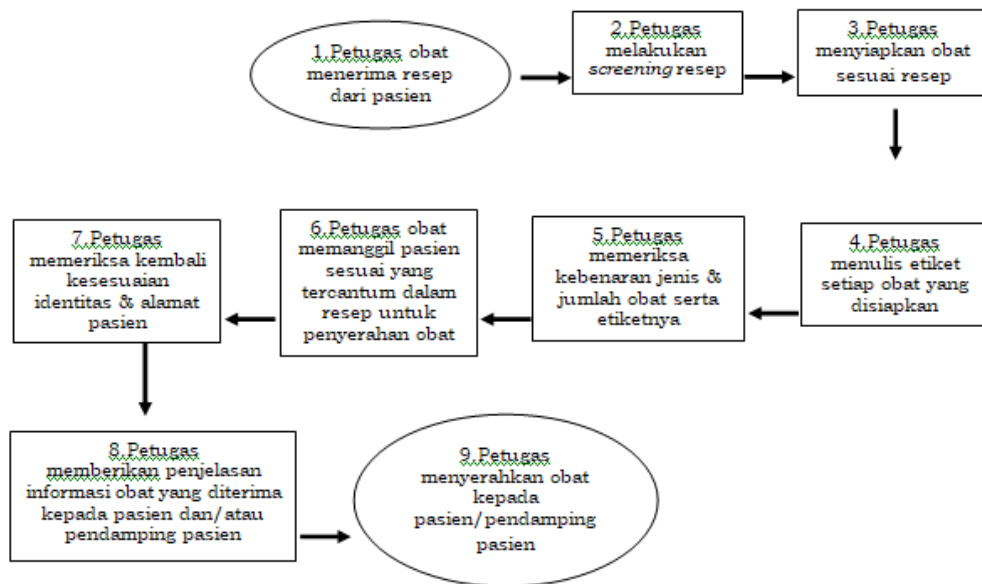 1.Petugas obat
menerima resep
dari pasien
2.Petugas
melakukan
screening resep
3.Petugas
menyiapkan obat
sesuai resep
4.Petugas
menulis etiket
setiap obat yang
disiapkan
5.Petugas
memeriksa
kebenaran jenis &
jumlah obat serta
etiketnya
6.Petugas obat
memanggil pasien
sesuai yang
tercantum dalam
resep untuk
penyerahan obat
7.Petugas
memeriksa kembali
kesesuaian
identitas & alamat
pasien
8.Petugas
memberikan penjelasan
informasi obat yang diterima
kepada pasien dan/atau
pendamping pasien
9.Petugas
menyerahkan obat
kepada
pasien/pendamping
pasien